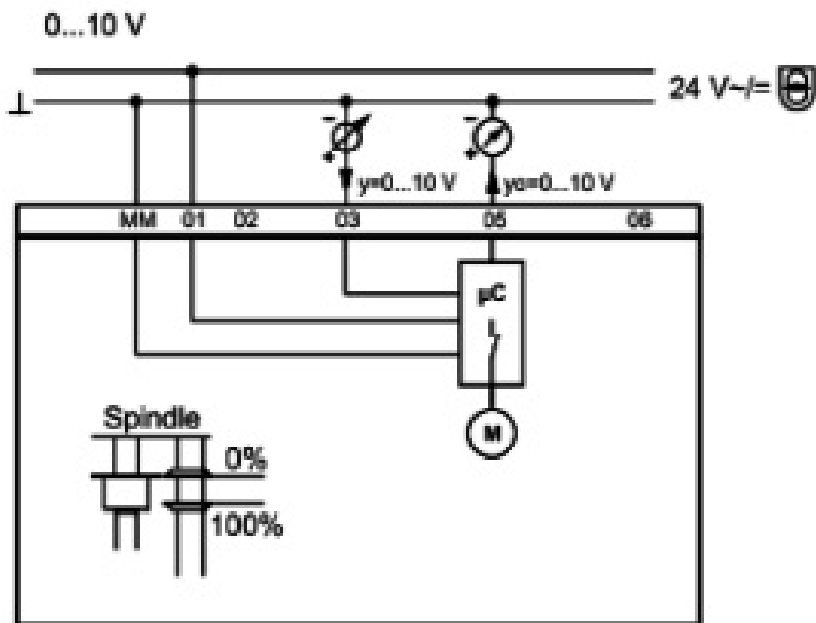 0...10 V
24 V~/=
⊥
y=0...10 V
yo=0...10 V
MM 01 02 03 05 06
µC
M
Spindle
0%
100%